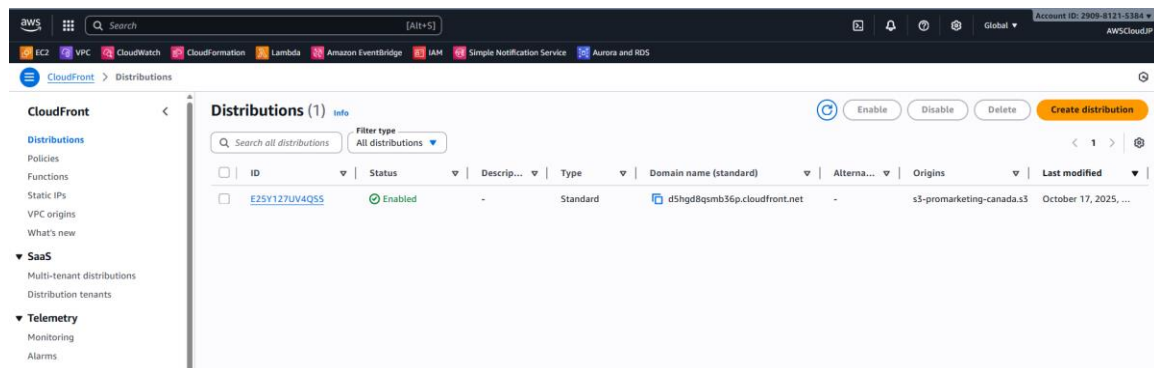 aws Search [Alt+S] Global Account ID: 2909-8121-5384
AWSCloudJP
EC2 VPC CloudWatch CloudFormation Lambda Amazon EventBridge IAM Simple Notification Service Aurora and RDS
CloudFront > Distributions
CloudFront
Distributions
Policies
Functions
Static IPs
VPC origins
What's new
SaaS
Multi-tenant distributions
Distribution tenants
Telemetry
Monitoring
Alarms
Distributions (1) Info Enable Disable Delete Create distribution
Filter type
Search all distributions All distributions 1
ID Status Descrip... Type Domain name (standard) Alterna... Origins Last modified
E25Y127UV4QSS Enabled - Standard d5hgd8qsmb36p.cloudfront.net - s3-promarketing-canada.s3 October 17, 2025, ...